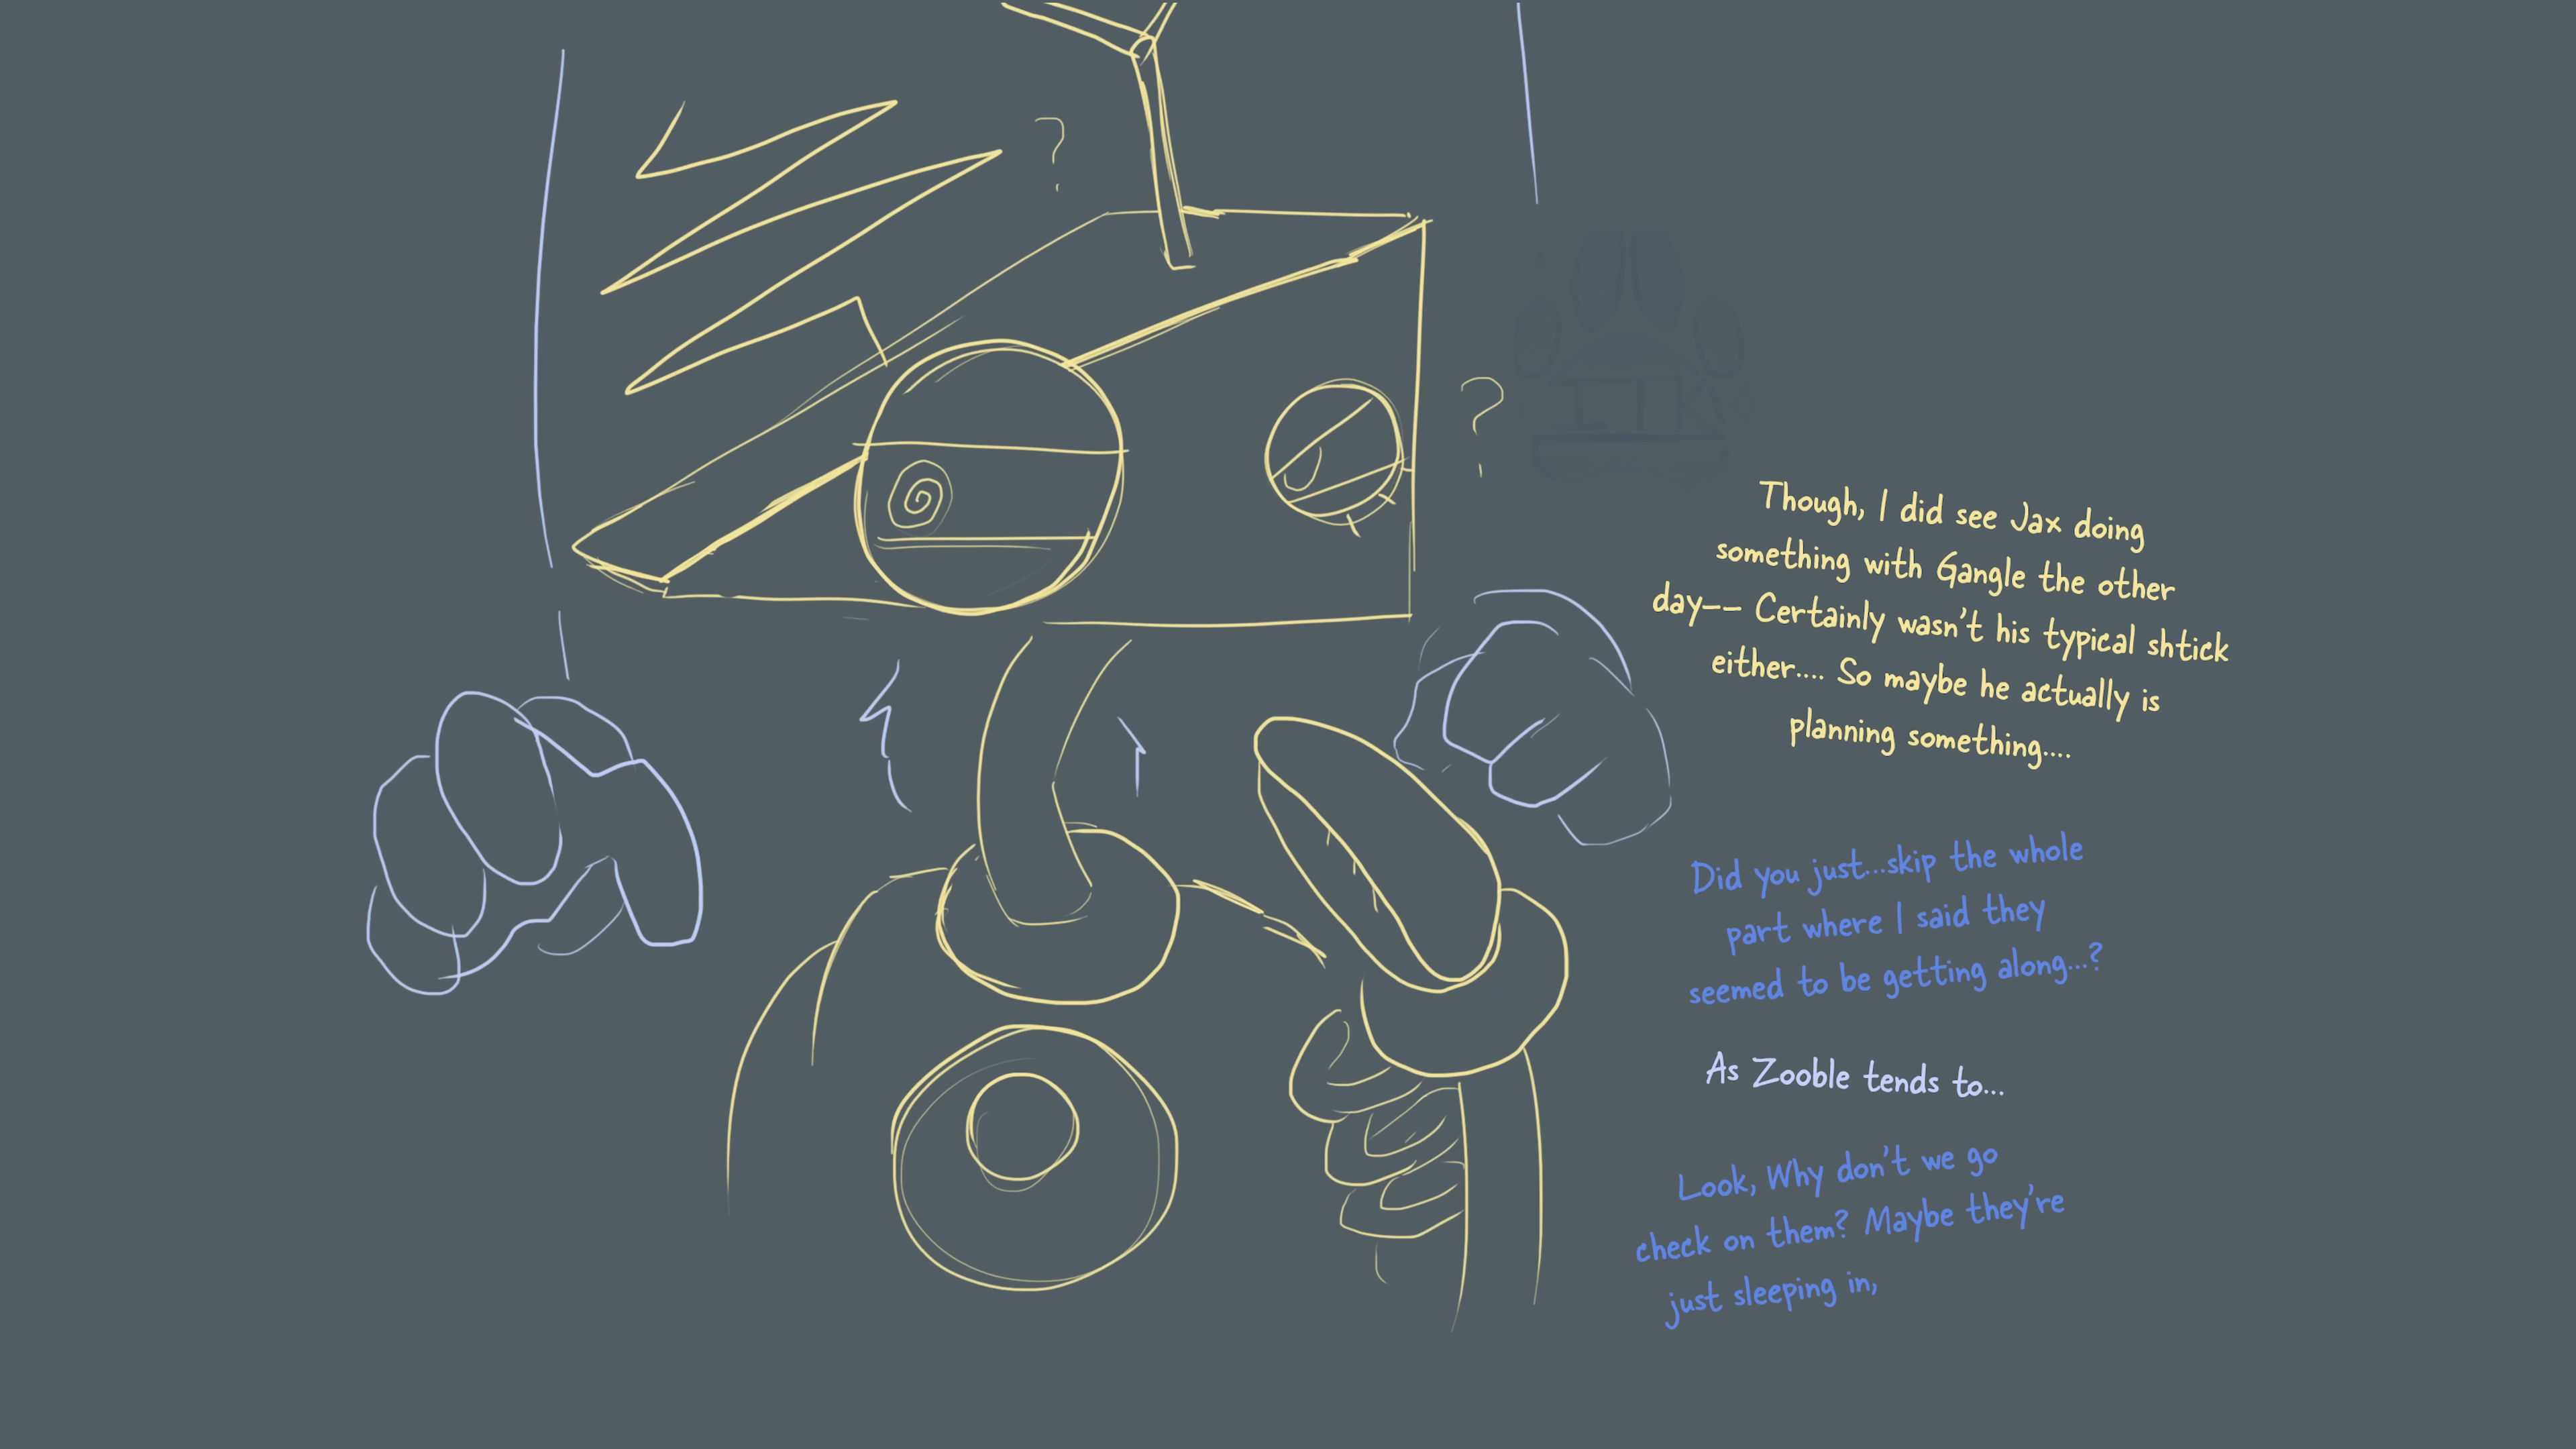 ?
?
ITK
Though, I did see Jax doing
something with Gangle the other
day-- Certainly wasn't his typical shtick
either.... So maybe he actually is
planning something....
Did you just...skip the whole
part where I said they
seemed to be getting along...?
As Zooble tends to...
Look, Why don't we go
check on them? Maybe they're
just sleeping in,